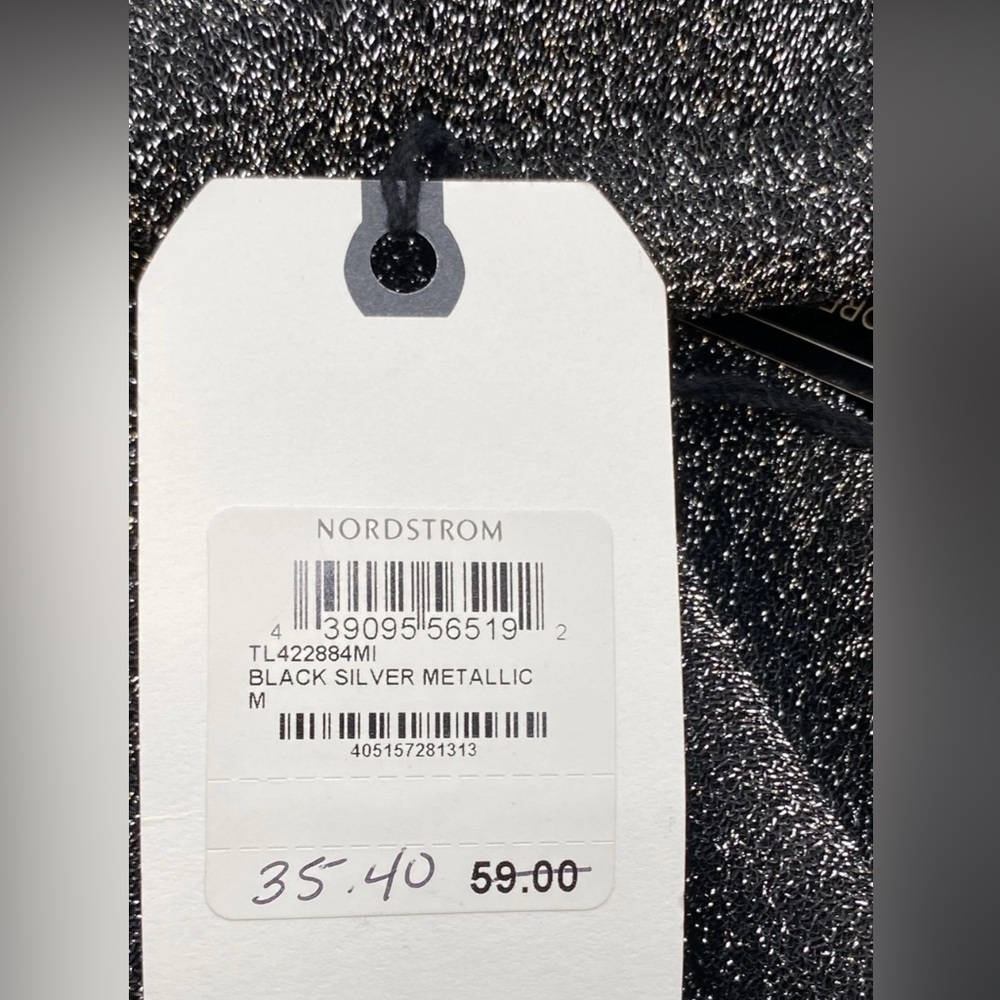 NORDSTROM
4 39095 56519 2
TL422884MI
BLACK SILVER METALLIC
M
405157281313
35.40 59.00